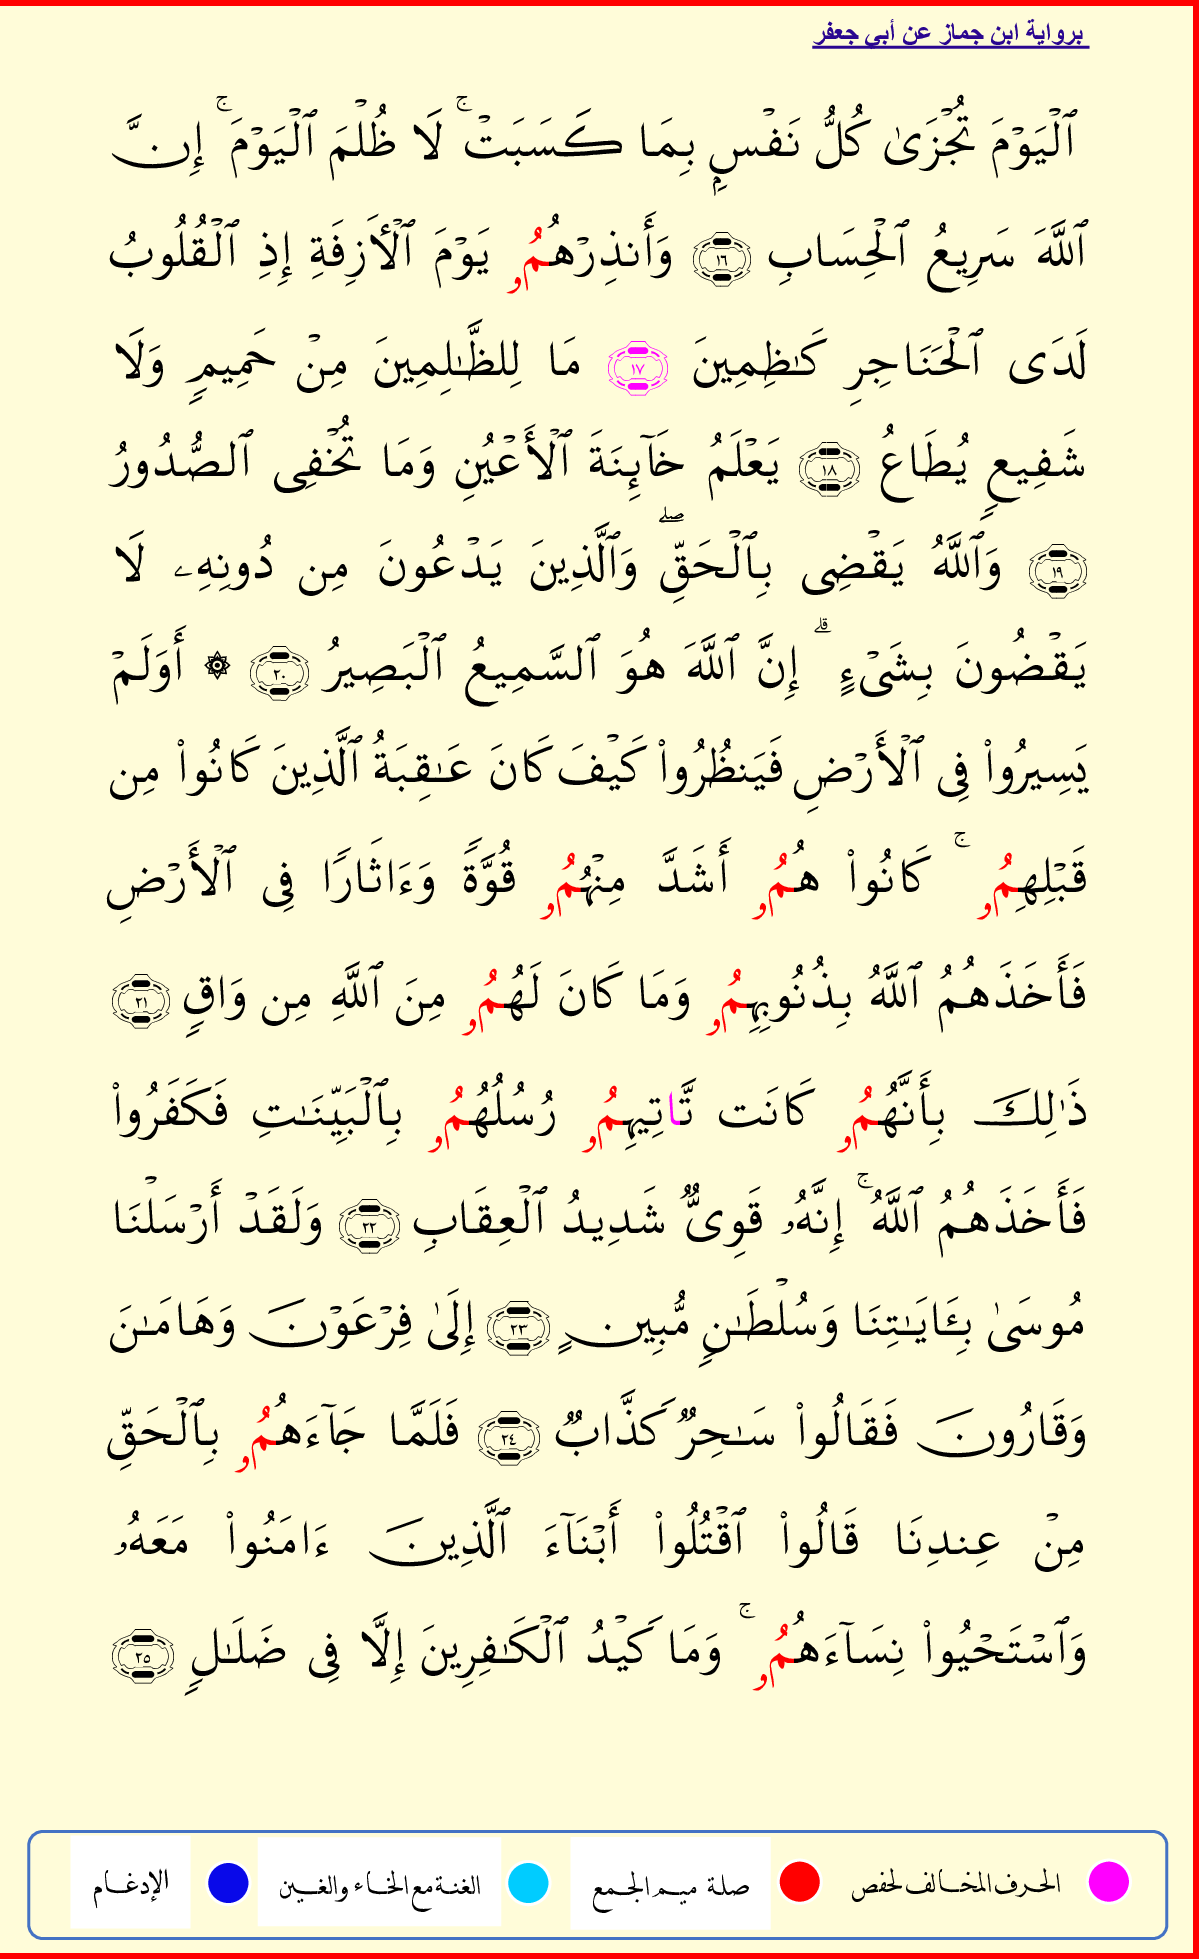 برواية ابن جماز عن أبي جعفر
ٱلۡيَوۡمَ تُجۡزَىٰ كُلُّ نَفۡسِۭ بِمَا كَسَبَتۡۚ لَا ظُلۡمَ ٱلۡيَوۡمَۚ إِنَّ
ٱللَّهَ سَرِيعُ ٱلۡحِسَابِ ١٦ وَأَنذِرۡهُمُۥ يَوۡمَ ٱلۡأَزِفَةِ إِذِ ٱلۡقُلُوبُ
لَدَى ٱلۡحَنَاجِرِ كَٰظِمِينَ ١٧ مَا لِلظَّٰلِمِينَ مِنۡ حَمِيمٖ وَلَا
شَفِيعٖ يُطَاعُ ١٨ يَعۡلَمُ خَآئِنَةَ ٱلۡأَعۡيُنِ وَمَا تُخۡفِى ٱلصُّدُورُ
١٩ وَٱللَّهُ يَقۡضِى بِٱلۡحَقِّۖ وَٱلَّذِينَ يَدۡعُونَ مِن دُونِهِۦ لَا
يَقۡضُونَ بِشَىۡءٍۗ إِنَّ ٱللَّهَ هُوَ ٱلسَّمِيعُ ٱلۡبَصِيرُ ٢٠ ۞ أَوَلَمۡ
يَسِيرُواْ فِى ٱلۡأَرۡضِ فَيَنظُرُواْ كَيۡفَ كَانَ عَٰقِبَةُ ٱلَّذِينَ كَانُواْ مِن
قَبۡلِهِمُۥۚ كَانُواْ هُمُۥ أَشَدَّ مِنۡهُمُۥ قُوَّةٗ وَءَاثَارٗا فِى ٱلۡأَرۡضِ
فَأَخَذَهُمُ ٱللَّهُ بِذُنُوبِهِمُۥ وَمَا كَانَ لَهُمُۥ مِنَ ٱللَّهِ مِن وَاقٖ ٢١
ذَٰلِكَ بِأَنَّهُمُۥ كَانَت تَّاتِيهِمُۥ رُسُلُهُمُۥ بِٱلۡبَيِّنَٰتِ فَكَفَرُواْ
فَأَخَذَهُمُ ٱللَّهُۚ إِنَّهُۥ قَوِىّٞ شَدِيدُ ٱلۡعِقَابِ ٢٢ وَلَقَدۡ أَرۡسَلۡنَا
مُوسَىٰ بِـَٔايَٰتِنَا وَسُلۡطَٰنٖ مُّبِينٍ ٢٣ إِلَىٰ فِرۡعَوۡنَ وَهَامَٰنَ
وَقَارُونَ فَقَالُواْ سَٰحِرٞ كَذَّابٞ ٢٤ فَلَمَّا جَآءَهُمُۥ بِٱلۡحَقِّ
مِنۡ عِندِنَا قَالُواْ ٱقۡتُلُواْ أَبۡنَآءَ ٱلَّذِينَ ءَامَنُواْ مَعَهُۥ
وَٱسۡتَحۡيُواْ نِسَآءَهُمُۥۚ وَمَا كَيۡدُ ٱلۡكَٰفِرِينَ إِلَّا فِى ضَلَٰلٖ ٢٥
الحرف المخالف لحفص صلة ميم الجمع الغنة مع الخاء والغين الإدغام